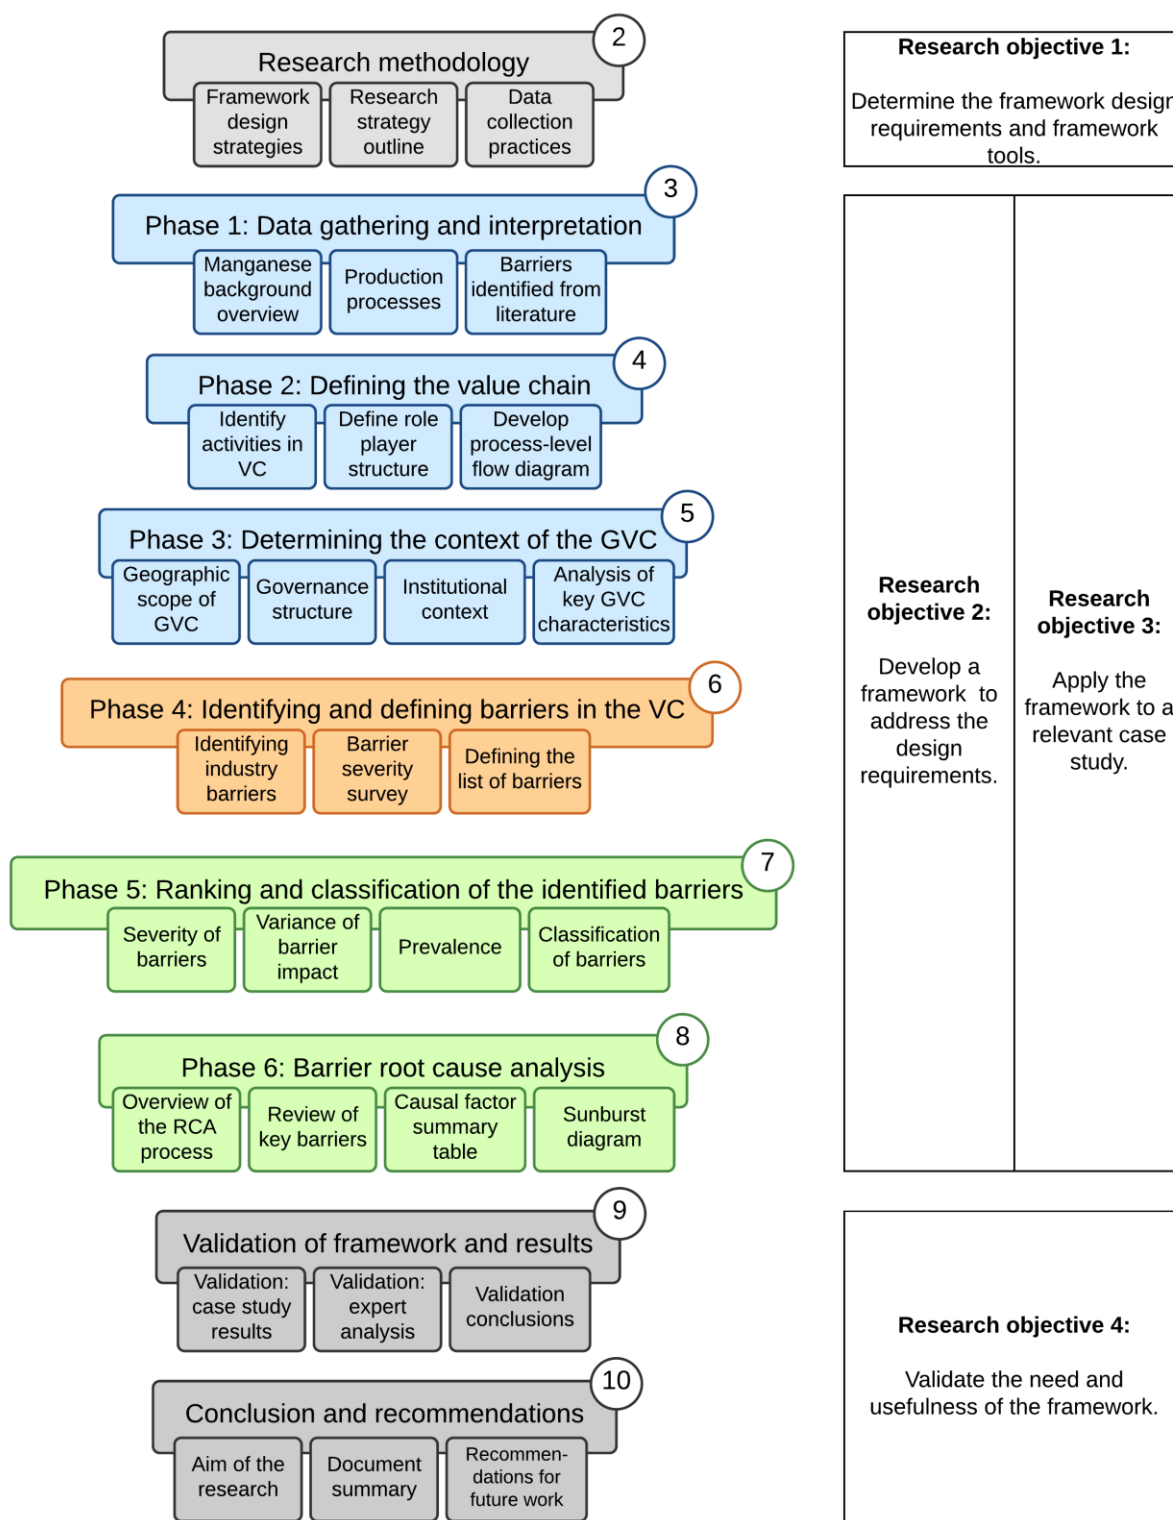 2
Research methodology
Framework
design
strategies
Research
strategy
outline
Data
collection
practices
Research objective 1:
Determine the framework design
requirements and framework
tools.
3
Phase 1: Data gathering and interpretation
Manganese
background
overview
Production
processes
Barriers
identified from
literature
4
Phase 2: Defining the value chain
Identify
activities in
VC
Define role
player
structure
Develop
process-level
flow diagram
5
Phase 3: Determining the context of the GVC
Geographic
scope of
GVC
Governance
structure
Institutional
context
Analysis of
key GVC
characteristics
6
Phase 4: Identifying and defining barriers in the VC
Identifying
industry
barriers
Barrier
severity
survey
Defining the
list of barriers
7
Phase 5: Ranking and classification of the identified barriers
Severity of
barriers
Variance of
barrier
impact
Prevalence
Classification
of barriers
8
Phase 6: Barrier root cause analysis
Overview of
the RCA
process
Review of
key barriers
Causal factor
summary
table
Sunburst
diagram
Research
objective 2:
Develop a
framework to
address the
design
requirements.
Research
objective 3:
Apply the
framework to a
relevant case
study.
9
Validation of framework and results
Validation:
case study
results
Validation:
expert
analysis
Validation
conclusions
10
Conclusion and recommendations
Aim of the
research
Document
summary
Recommen-
dations for
future work
Research objective 4:
Validate the need and
usefulness of the framework.